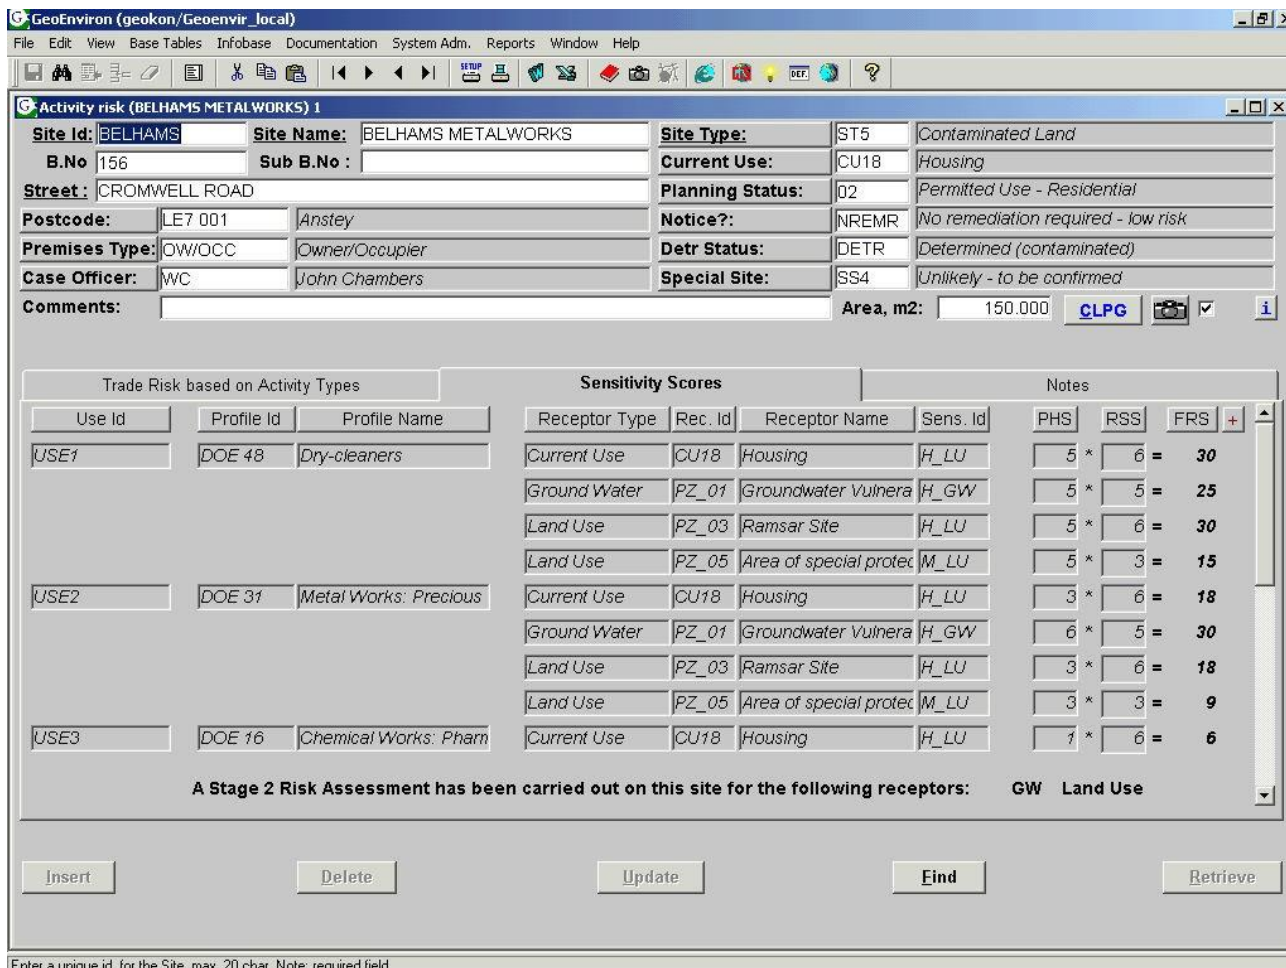 GeoEnviron (geokon/Geoenvir_local)
File Edit View Base Tables Infobase Documentation System Adm. Reports Window Help
SETUP DEF.
Activity risk (BELHAMS METALWORKS) 1
Site Id: BELHAMS Site Name: BELHAMS METALWORKS Site Type: ST5 Contaminated Land
B.No 156 Sub B.No : Current Use: CU18 Housing
Street : CROMWELL ROAD Planning Status: 02 Permitted Use - Residential
Postcode: LE7 001 Anstey Notice?: NREMR No remediation required - low risk
Premises Type: OW/OCC Owner/Occupier Detr Status: DETR Determined (contaminated)
Case Officer: WC John Chambers Special Site: SS4 Unlikely - to be confirmed
Comments: Area, m2: 150.000 CLPG i
Trade Risk based on Activity Types Sensitivity Scores Notes
Use Id Profile Id Profile Name Receptor Type Rec. Id Receptor Name Sens. Id PHS RSS FRS +
USE1 DOE 48 Dry-cleaners Current Use CU18 Housing H_LU 5 * 6 = 30
Ground Water PZ_01 Groundwater Vulnera H_GW 5 * 5 = 25
Land Use PZ_03 Ramsar Site H_LU 5 * 6 = 30
Land Use PZ_05 Area of special protec M_LU 5 * 3 = 15
USE2 DOE 31 Metal Works: Precious Current Use CU18 Housing H_LU 3 * 6 = 18
Ground Water PZ_01 Groundwater Vulnera H_GW 6 * 5 = 30
Land Use PZ_03 Ramsar Site H_LU 3 * 6 = 18
Land Use PZ_05 Area of special protec M_LU 3 * 3 = 9
USE3 DOE 16 Chemical Works: Pharm Current Use CU18 Housing H_LU 1 * 6 = 6
A Stage 2 Risk Assessment has been carried out on this site for the following receptors: GW Land Use
Insert Delete Update Find Retrieve
Enter a unique id. for the Site, max. 20 char. Note: required field